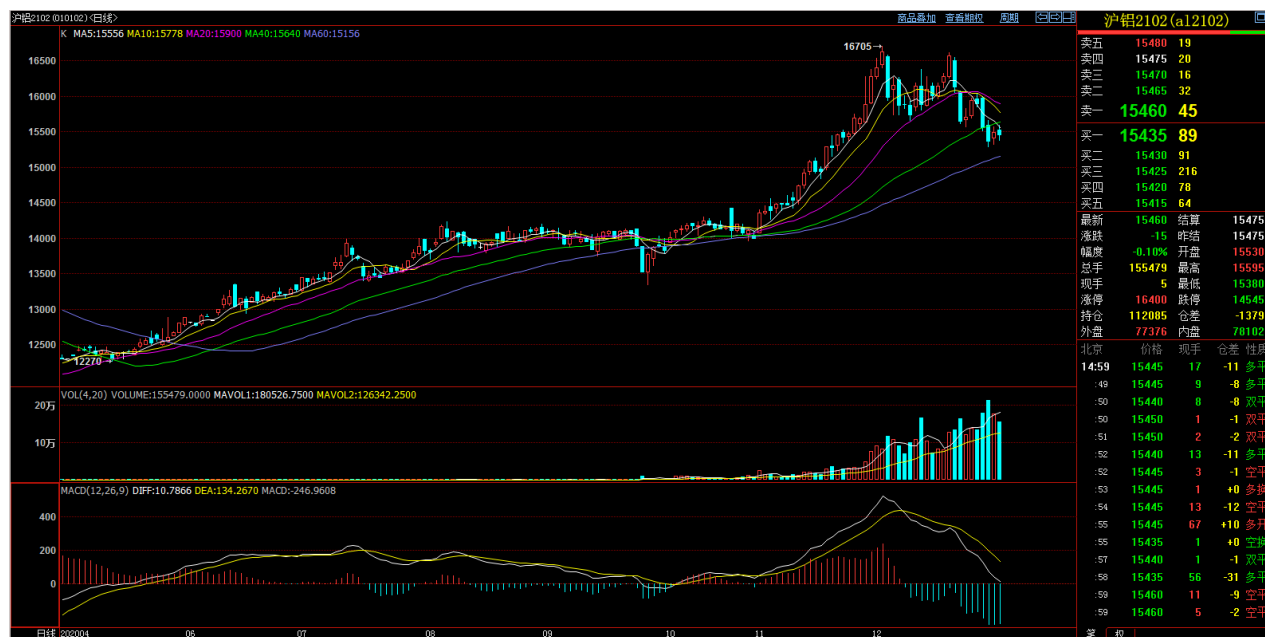 沪铝2102 (010102)<日线>
商品叠加 查看期权 周期
K MA5:15556 MA10:15778 MA20:15900 MA40:15640 MA60:15156
16705→
16500
16000
15500
15000
14500
14000
13500
13000
12500
12270→
VOL(4,20) VOLUME:155479.0000 MAVOL1:180526.7500 MAVOL2:126342.2500
20万
10万
MACD(12,26,9) DIFF:10.7866 DEA:134.2670 MACD:-246.9608
400
200
0
日线 202004 06 07 08 09 10 11 12
沪铝2102(al2102)
卖五 15480 19
卖四 15475 20
卖三 15470 16
卖二 15465 32
卖一 15460 45
买一 15435 89
买二 15430 91
买三 15425 216
买四 15420 78
买五 15415 64
最新 15460 结算 15475
涨跌 -15 昨结 15475
幅度 -0.10% 开盘 15530
总手 155479 最高 15595
现手 5 最低 15380
涨停 16400 跌停 14545
持仓 112085 仓差 -1379
外盘 77376 内盘 78102
北京 价格 现手 仓差 性质
14:59 15445 17 -11 多平
:49 15445 9 -8 多平
:50 15440 8 -8 双平
:50 15450 1 -1 双平
:51 15450 2 -2 双平
:52 15440 13 -11 多平
:52 15445 3 -1 空平
:53 15445 1 +0 多换
:54 15445 13 -12 空平
:55 15445 67 +10 多开
:55 15435 1 +0 空换
:57 15440 1 -1 双平
:58 15435 56 -31 多平
:59 15460 11 -9 空平
:59 15460 5 -2 空平
笔 权